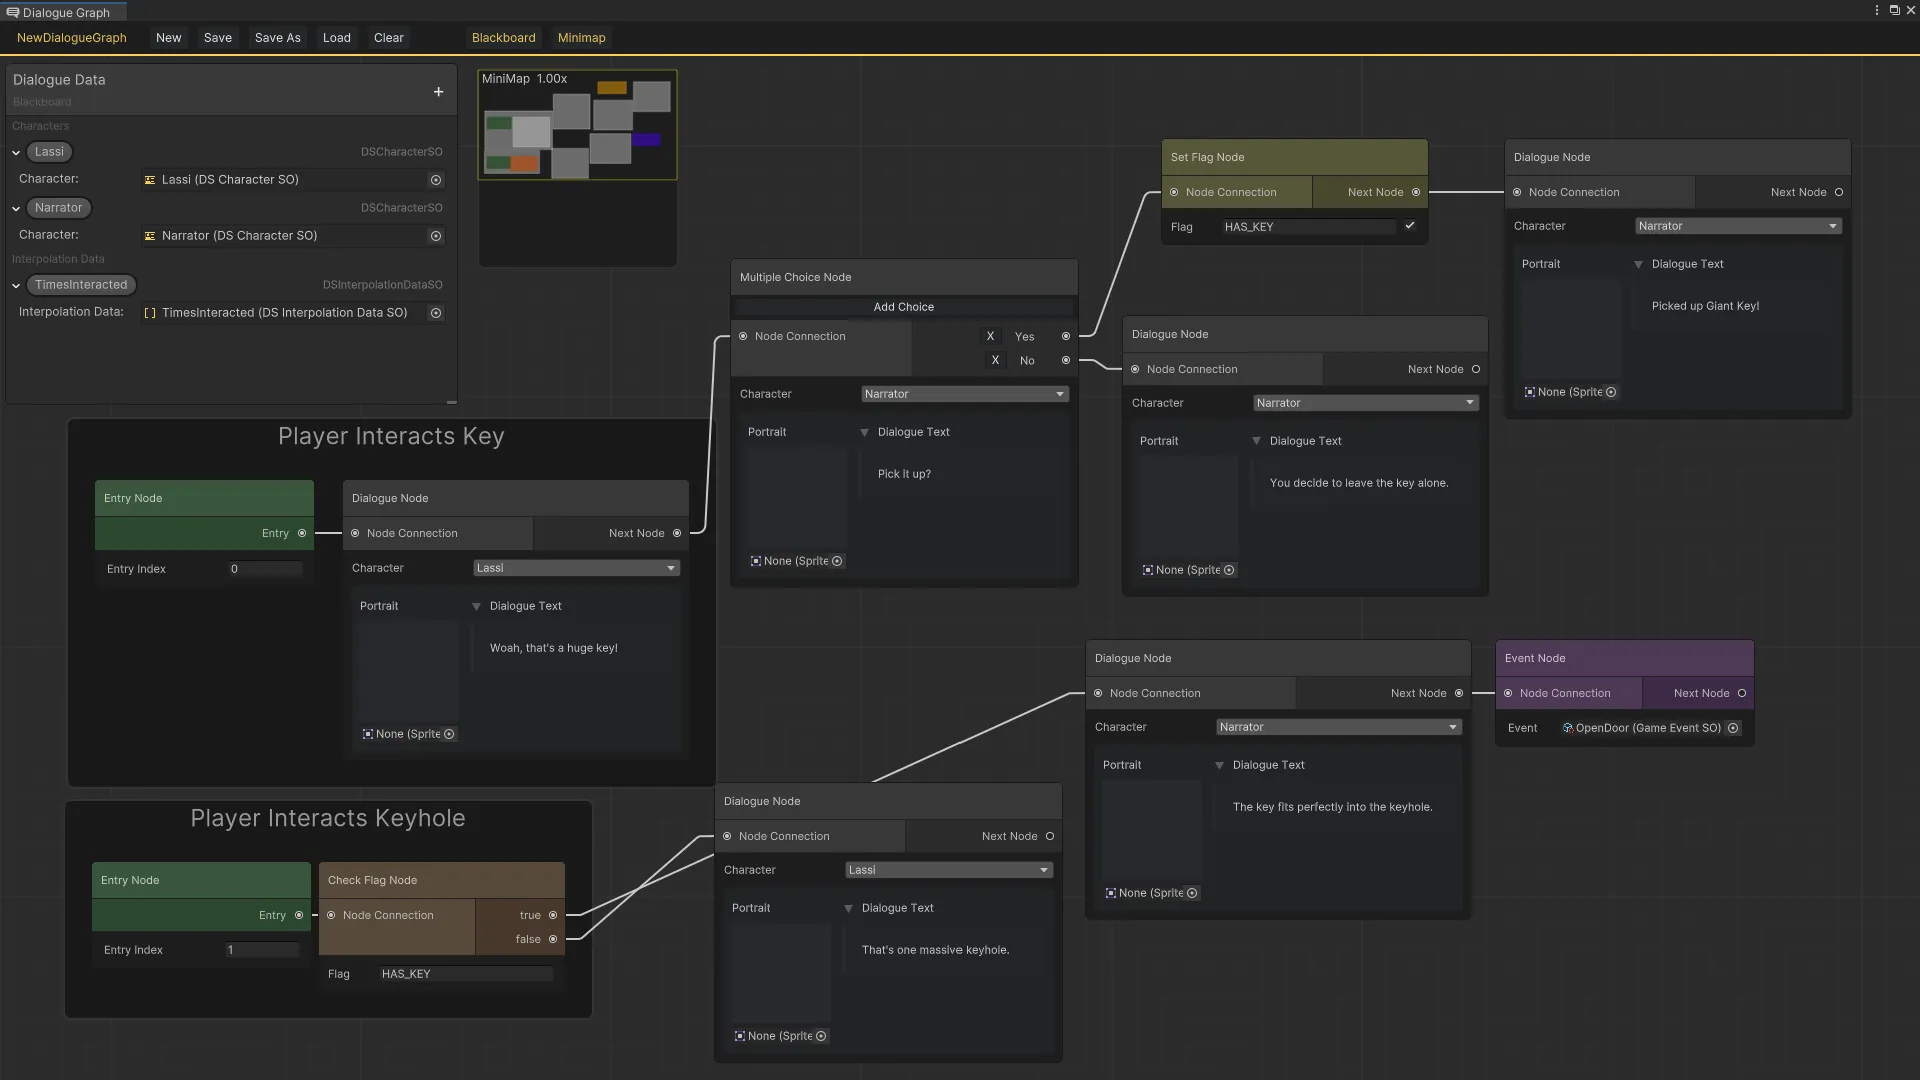 Dialogue Graph
NewDialogueGraph New Save Save As Load Clear Blackboard Minimap
Dialogue Data
Blackboard
+
Characters
Lassi DSCharacterSO
Character: Lassi (DS Character SO)
Narrator DSCharacterSO
Character: Narrator (DS Character SO)
Interpolation Data
TimesInteracted DSInterpolationDataSO
Interpolation Data: TimesInteracted (DS Interpolation Data SO)
MiniMap 1.00x
Set Flag Node
Node Connection Next Node
Flag HAS_KEY
Dialogue Node
Node Connection Next Node
Character Narrator
Portrait Dialogue Text
Picked up Giant Key!
None (Sprite
Multiple Choice Node
Add Choice
Node Connection X Yes
X No
Character Narrator
Portrait Dialogue Text
Pick it up?
None (Sprite
Dialogue Node
Node Connection Next Node
Character Narrator
Portrait Dialogue Text
You decide to leave the key alone.
None (Sprite
Player Interacts Key
Entry Node
Entry
Entry Index 0
Dialogue Node
Node Connection Next Node
Character Lassi
Portrait Dialogue Text
Woah, that's a huge key!
None (Sprite
Dialogue Node
Node Connection Next Node
Character Narrator
Portrait Dialogue Text
The key fits perfectly into the keyhole.
None (Sprite
Event Node
Node Connection Next Node
Event OpenDoor (Game Event SO)
Player Interacts Keyhole
Entry Node
Entry
Entry Index 1
Check Flag Node
Node Connection true
false
Flag HAS_KEY
Dialogue Node
Node Connection Next Node
Character Lassi
Portrait Dialogue Text
That's one massive keyhole.
None (Sprite